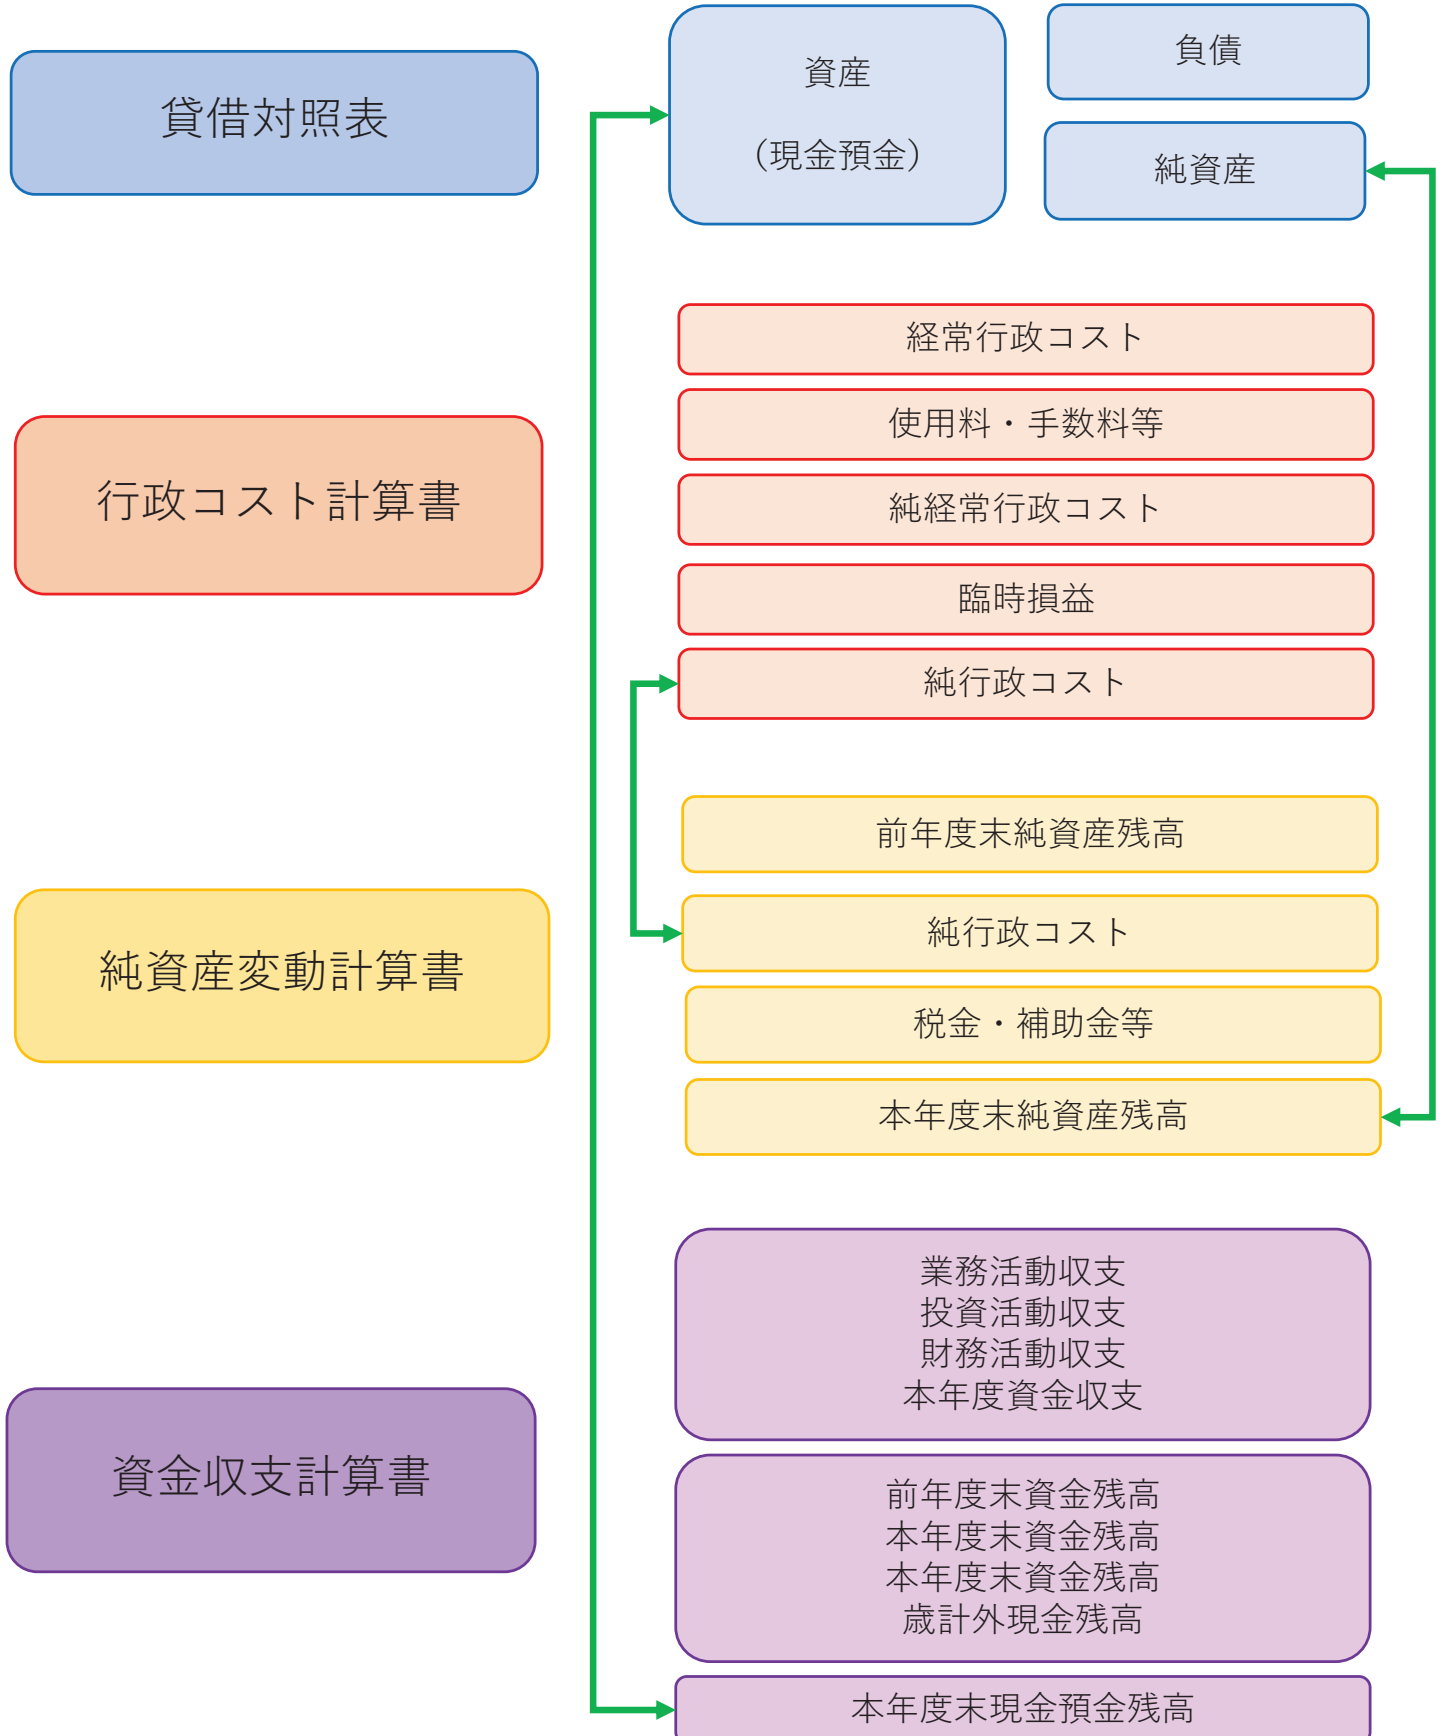 貸借対照表
資産
（現金預金）
負債
純資産
行政コスト計算書
経常行政コスト
使用料・手数料等
純経常行政コスト
臨時損益
純行政コスト
純資産変動計算書
前年度末純資産残高
純行政コスト
税金・補助金等
本年度末純資産残高
資金収支計算書
業務活動収支
投資活動収支
財務活動収支
本年度資金収支
前年度末資金残高
本年度末資金残高
本年度末資金残高
歳計外現金残高
本年度末現金預金残高